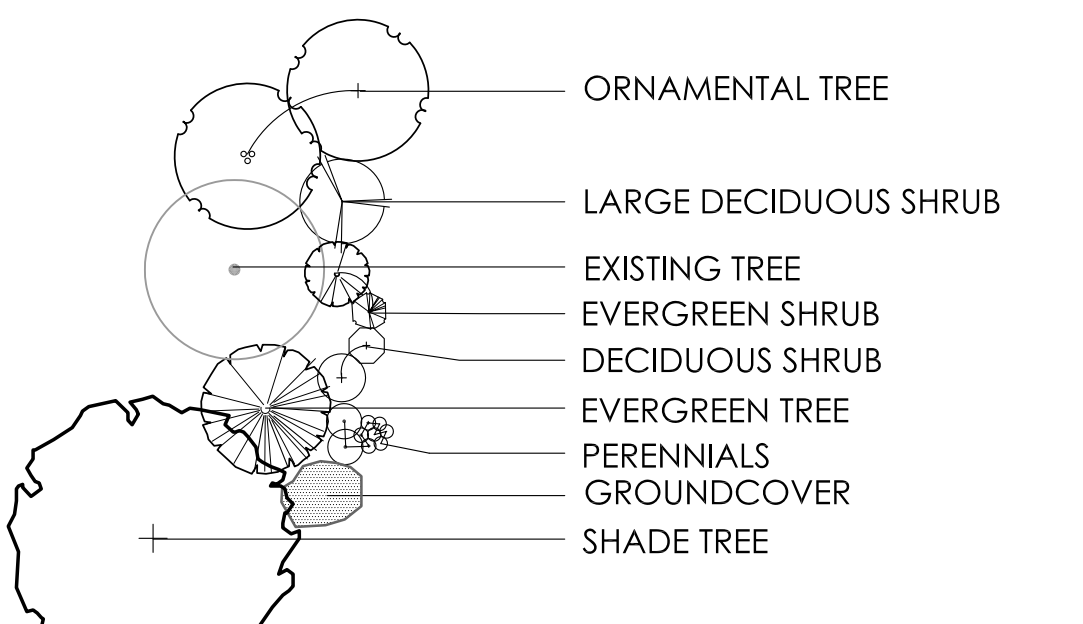 ORNAMENTAL TREE
LARGE DECIDUOUS SHRUB
EXISTING TREE
EVERGREEN SHRUB
DECIDUOUS SHRUB
EVERGREEN TREE
PERENNIALS
GROUNDCOVER
SHADE TREE